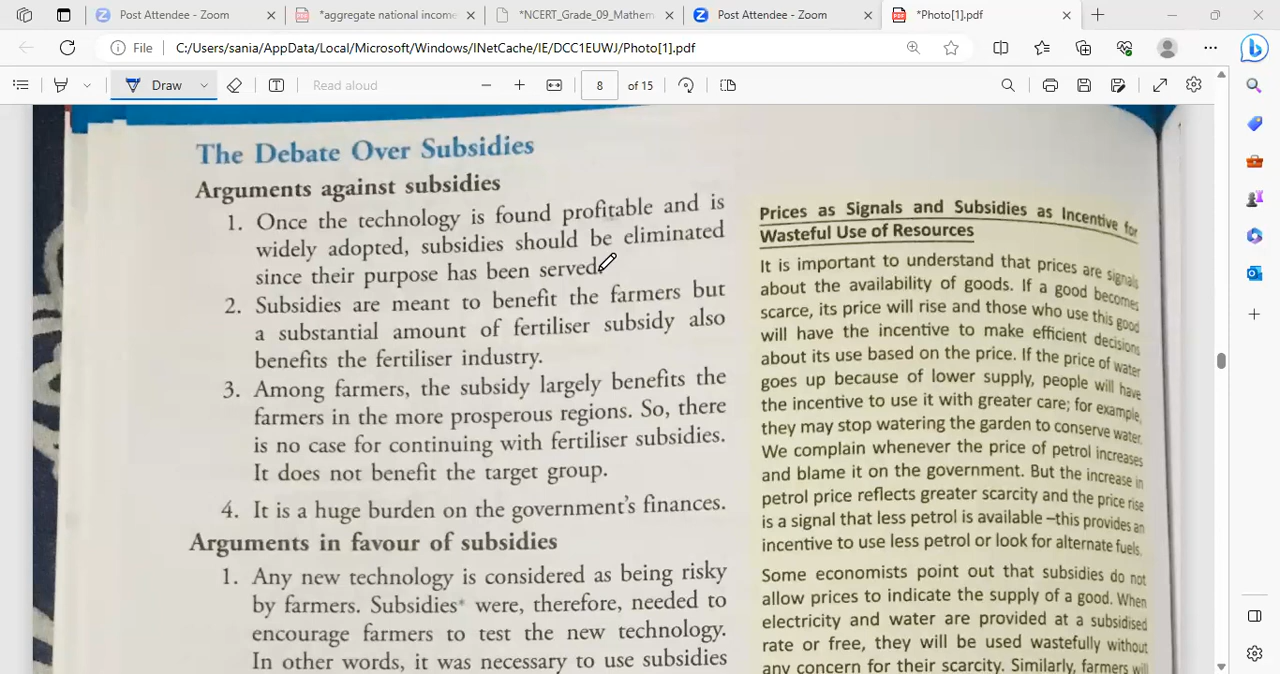 Post Attendee - Zoom
*aggregate national income
*NCERT_Grade_09_Mathem
Post Attendee - Zoom
*Photo[1].pdf
File
C:/Users/sania/AppData/Local/Microsoft/Windows/INetCache/IE/DCC1EUWJ/Photo[1].pdf
Draw
Read aloud
8
of 15
The Debate Over Subsidies
Arguments against subsidies
1. Once the technology is found profitable and is
widely adopted, subsidies should be eliminated
since their purpose has been served.
2. Subsidies are meant to benefit the farmers but
a substantial amount of fertiliser subsidy also
benefits the fertiliser industry.
3. Among farmers, the subsidy largely benefits the
farmers in the more prosperous regions. So, there
is no case for continuing with fertiliser subsidies.
It does not benefit the target group.
4. It is a huge burden on the government's finances.
Arguments in favour of subsidies
1. Any new technology is considered as being risky
by farmers. Subsidies* were, therefore, needed to
encourage farmers to test the new technology.
In other words, it was necessary to use subsidies
Prices as Signals and Subsidies as Incentive for
Wasteful Use of Resources
It is important to understand that prices are signals
about the availability of goods. If a good becomes
scarce, its price will rise and those who use this good
will have the incentive to make efficient decisions
about its use based on the price. If the price of water
goes up because of lower supply, people will have
the incentive to use it with greater care; for example,
they may stop watering the garden to conserve water.
We complain whenever the price of petrol increases
and blame it on the government. But the increase in
petrol price reflects greater scarcity and the price rise
is a signal that less petrol is available –this provides an
incentive to use less petrol or look for alternate fuels.
Some economists point out that subsidies do not
allow prices to indicate the supply of a good. When
electricity and water are provided at a subsidised
rate or free, they will be used wastefully without
any concern for their scarcity. Similarly, farmers will